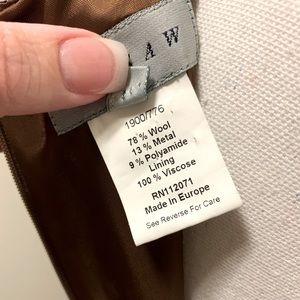 A W
1900/776
78 % Wool
13 % Metal
9 % Polyamide
Lining
100 % Viscose
RN112071
Made In Europe
See Reverse For Care